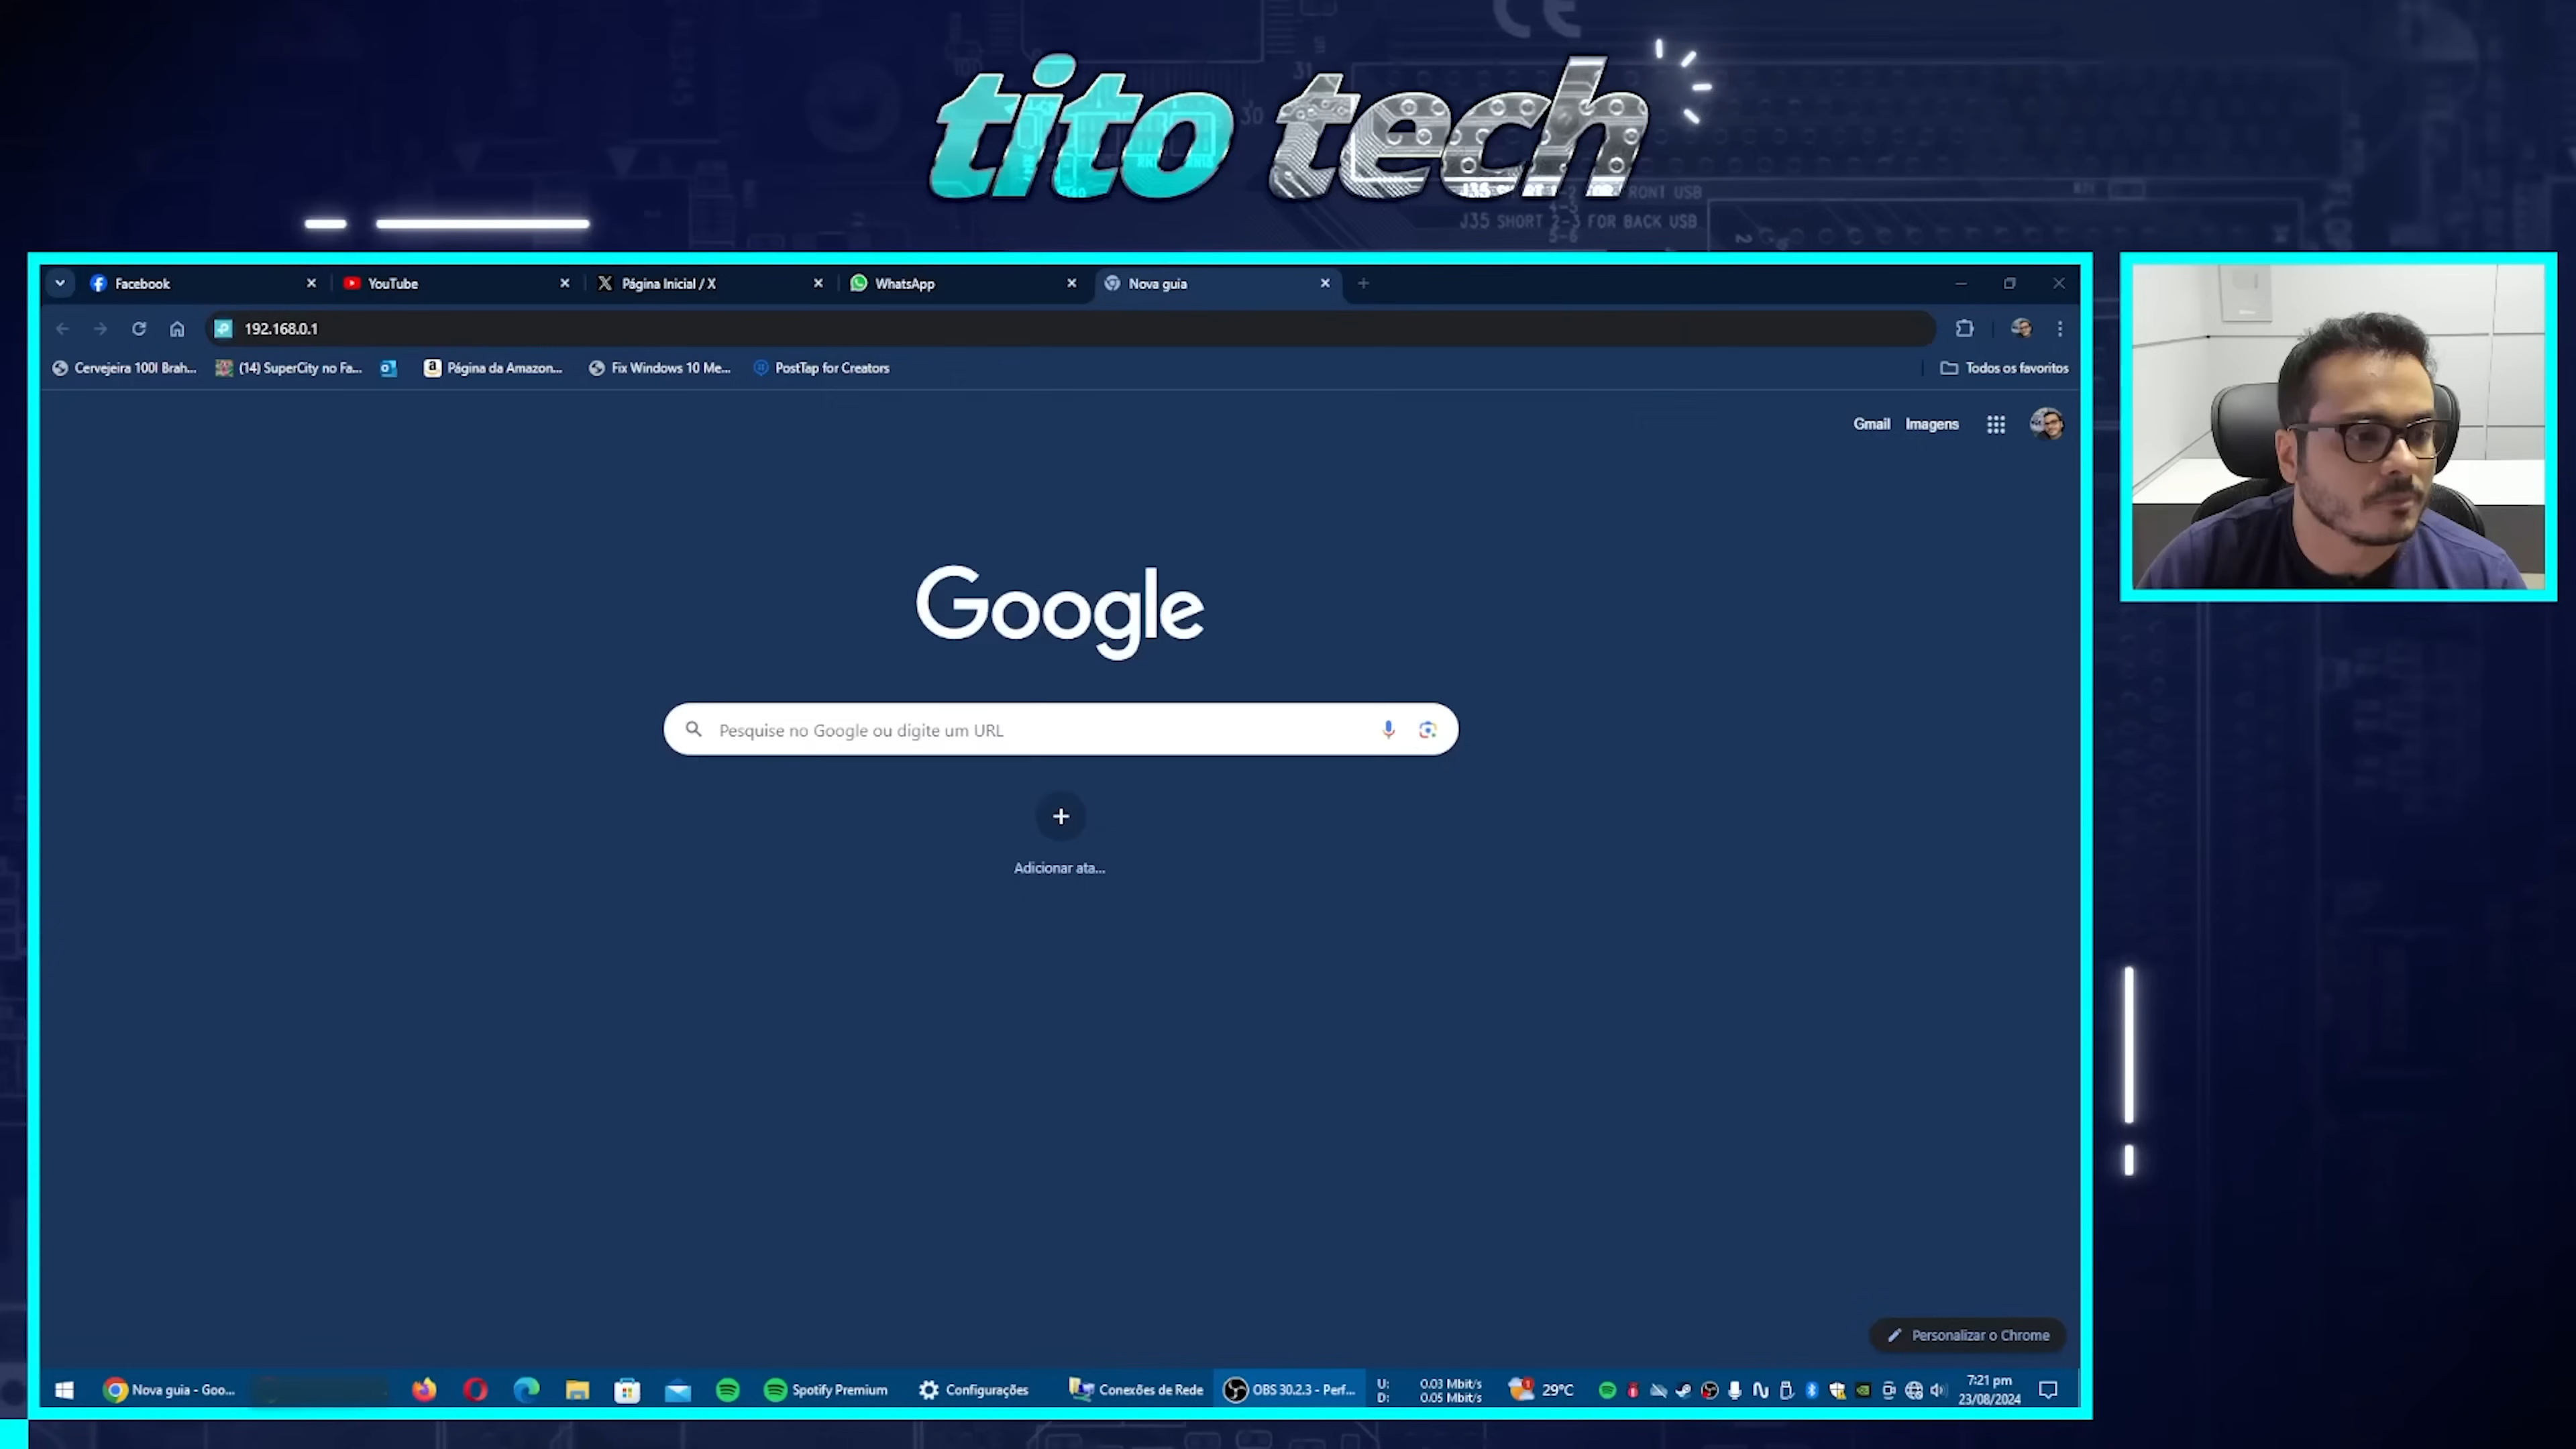 tito tech
J35 SHORT 2-3 FOR BACK USB
Facebook
YouTube
Página Inicial / X
WhatsApp
Nova guia
192.168.0.1
Cervejeira 100l Brah...
(14) SuperCity no Fa...
Página da Amazon...
Fix Windows 10 Me...
PostTap for Creators
Todos os favoritos
Gmail
Imagens
Google
Pesquise no Google ou digite um URL
Adicionar ata...
Personalizar o Chrome
Nova guia - Goo...
Spotify Premium
Configurações
Conexões de Rede
OBS 30.2.3 - Perf...
U: 0.03 Mbit/s
D: 0.05 Mbit/s
29°C
7:21 pm
23/08/2024